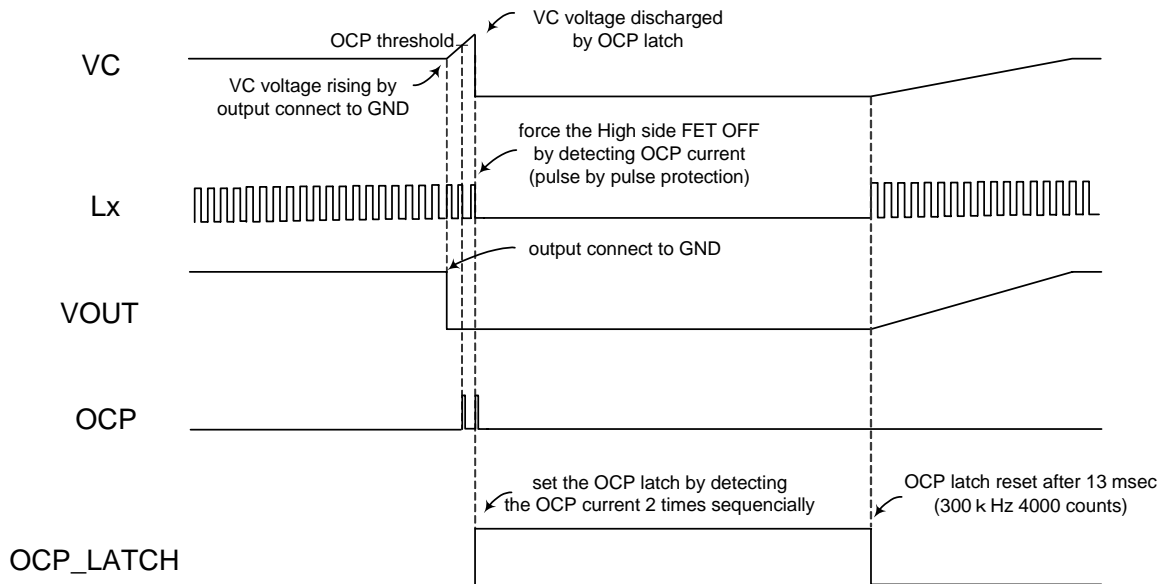 VC voltage discharged
by OCP latch
OCP threshold
VC
VC voltage rising by
output connect to GND
force the High side FET OFF
by detecting OCP current
(pulse by pulse protection)
Lx
output connect to GND
VOUT
OCP
set the OCP latch by detecting
the OCP current 2 times sequencially
OCP latch reset after 13 msec
(300 k Hz 4000 counts)
OCP_LATCH